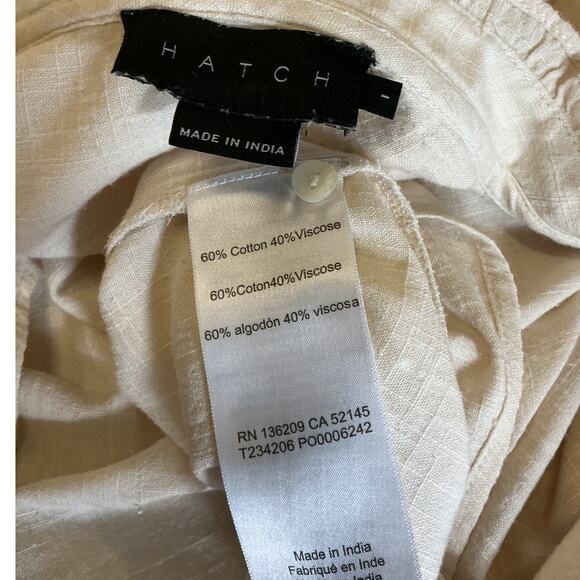 HATCH
1
MADE IN INDIA
60% Cotton 40%Viscose
60%Coton40%Viscose
60% algodón 40% viscosa
RN 136209 CA 52145
T234206 PO0006242
Made in India
Fabriqué en Inde
India